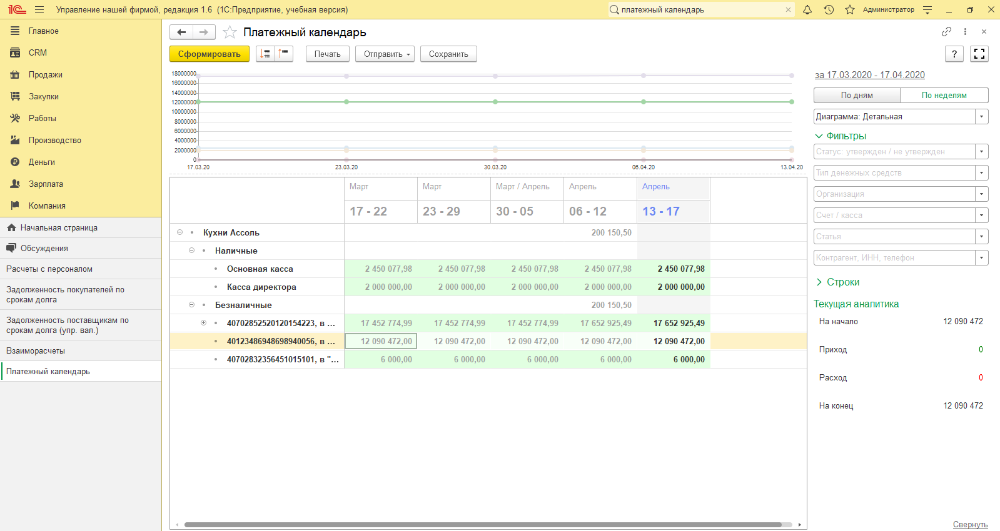 1С Управление нашей фирмой, редакция 1.6 (1С:Предприятие, учебная версия)
платежный календарь
Администратор
Главное
CRM
Продажи
Закупки
Работы
Производство
Деньги
Зарплата
Компания
Начальная страница
Обсуждения
Расчеты с персоналом
Задолженность покупателей по
срокам долга
Задолженность поставщикам по
срокам долга (упр. вал.)
Взаиморасчеты
Платежный календарь
Платежный календарь
Сформировать
Печать
Отправить
Сохранить
?
18000000
16000000
14000000
12000000
10000000
8000000
6000000
4000000
2000000
0
17.03.20 23.03.20 30.03.20 06.04.20 13.04.20
Март Март Март / Апрель Апрель Апрель
17 - 22 23 - 29 30 - 05 06 - 12 13 - 17
Кухни Ассоль 200 150,50
Наличные
Основная касса 2 450 077,98 2 450 077,98 2 450 077,98 2 450 077,98 2 450 077,98
Касса директора 2 000 000,00 2 000 000,00 2 000 000,00 2 000 000,00 2 000 000,00
Безналичные 200 150,50
40702852520120154223, в ... 17 452 774,99 17 452 774,99 17 452 774,99 17 652 925,49 17 652 925,49
40123486948698940056, в ... 12 090 472,00 12 090 472,00 12 090 472,00 12 090 472,00 12 090 472,00
40702832356451015101, в "... 6 000,00 6 000,00 6 000,00 6 000,00 6 000,00
за 17.03.2020 - 17.04.2020
По дням По неделям
Диаграмма: Детальная
Фильтры
Статус: утвержден / не утвержден
Тип денежных средств
Организация
Счет / касса
Статья
Контрагент, ИНН, телефон
Строки
Текущая аналитика
На начало 12 090 472
Приход 0
Расход 0
На конец 12 090 472
Свернуть